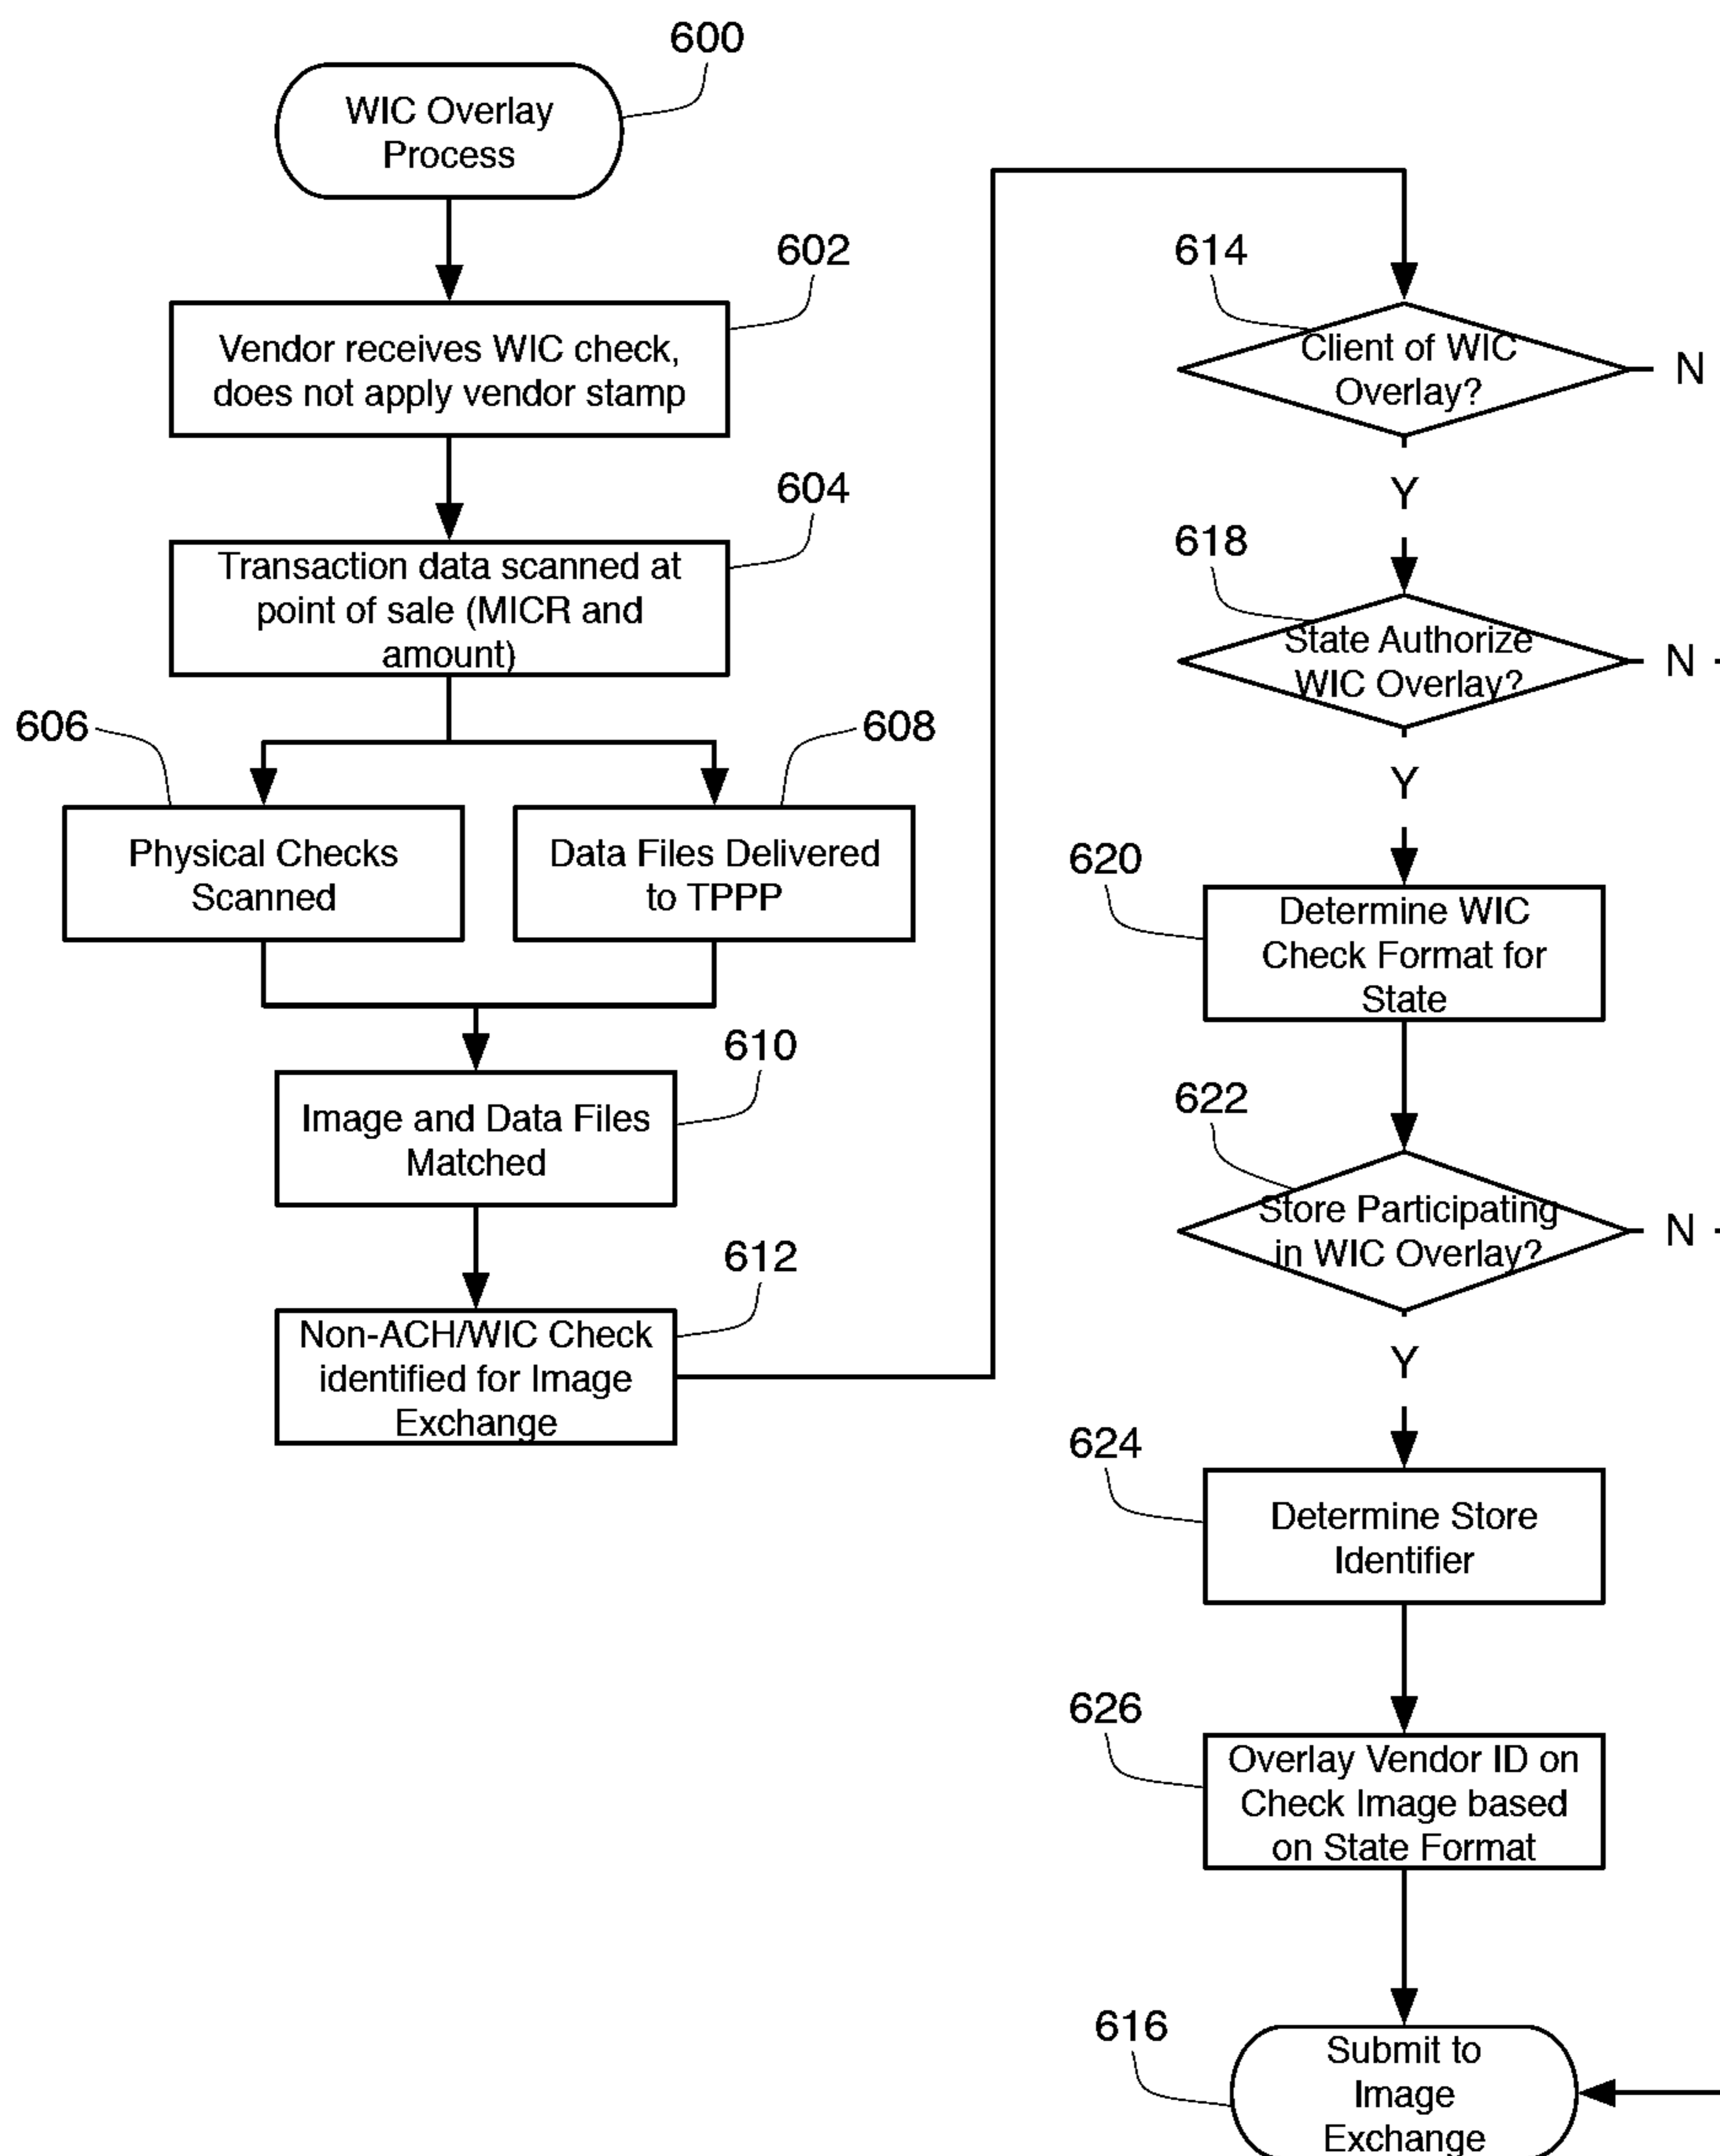 600
WIC Overlay
Process
602
Vendor receives WIC check,
does not apply vendor stamp
604
Transaction data scanned at
point of sale (MICR and
amount)
606
Physical Checks
Scanned
608
Data Files Delivered
to TPPP
610
Image and Data Files
Matched
612
Non-ACH/WIC Check
identified for Image
Exchange
614
Client of WIC
Overlay?
N
Y
618
State Authorize
WIC Overlay?
N
Y
620
Determine WIC
Check Format for
State
622
Store Participating
in WIC Overlay?
N
Y
624
Determine Store
Identifier
626
Overlay Vendor ID on
Check Image based
on State Format
616
Submit to
Image
Exchange